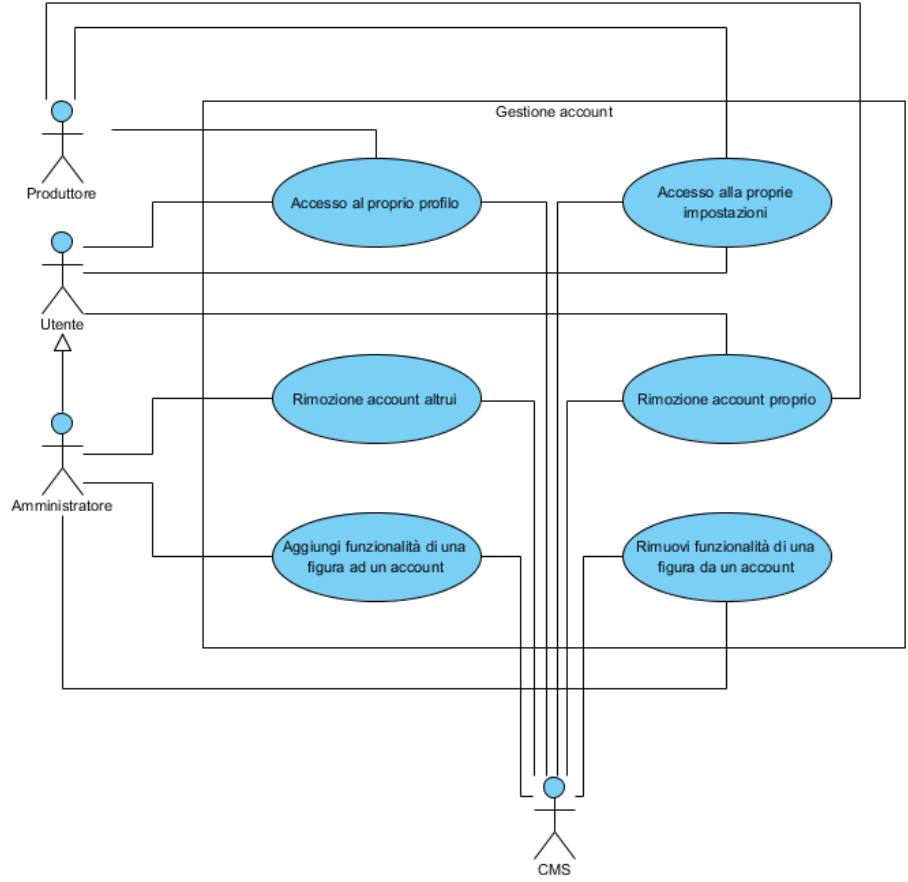 Gestione account
Produttore
Accesso al proprio profilo
Accesso alla proprie
impostazioni
Utente
Rimozione account altrui
Rimozione account proprio
Amministratore
Aggiungi funzionalità di una
figura ad un account
Rimuovi funzionalità di una
figura da un account
CMS